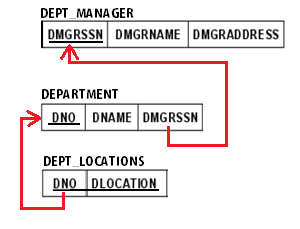 DEPT_MANAGER
DMGRSSN DMGRNAME DMGRADDRESS
DEPARTMENT
DNO DNAME DMGRSSN
DEPT_LOCATIONS
DNO DLOCATION